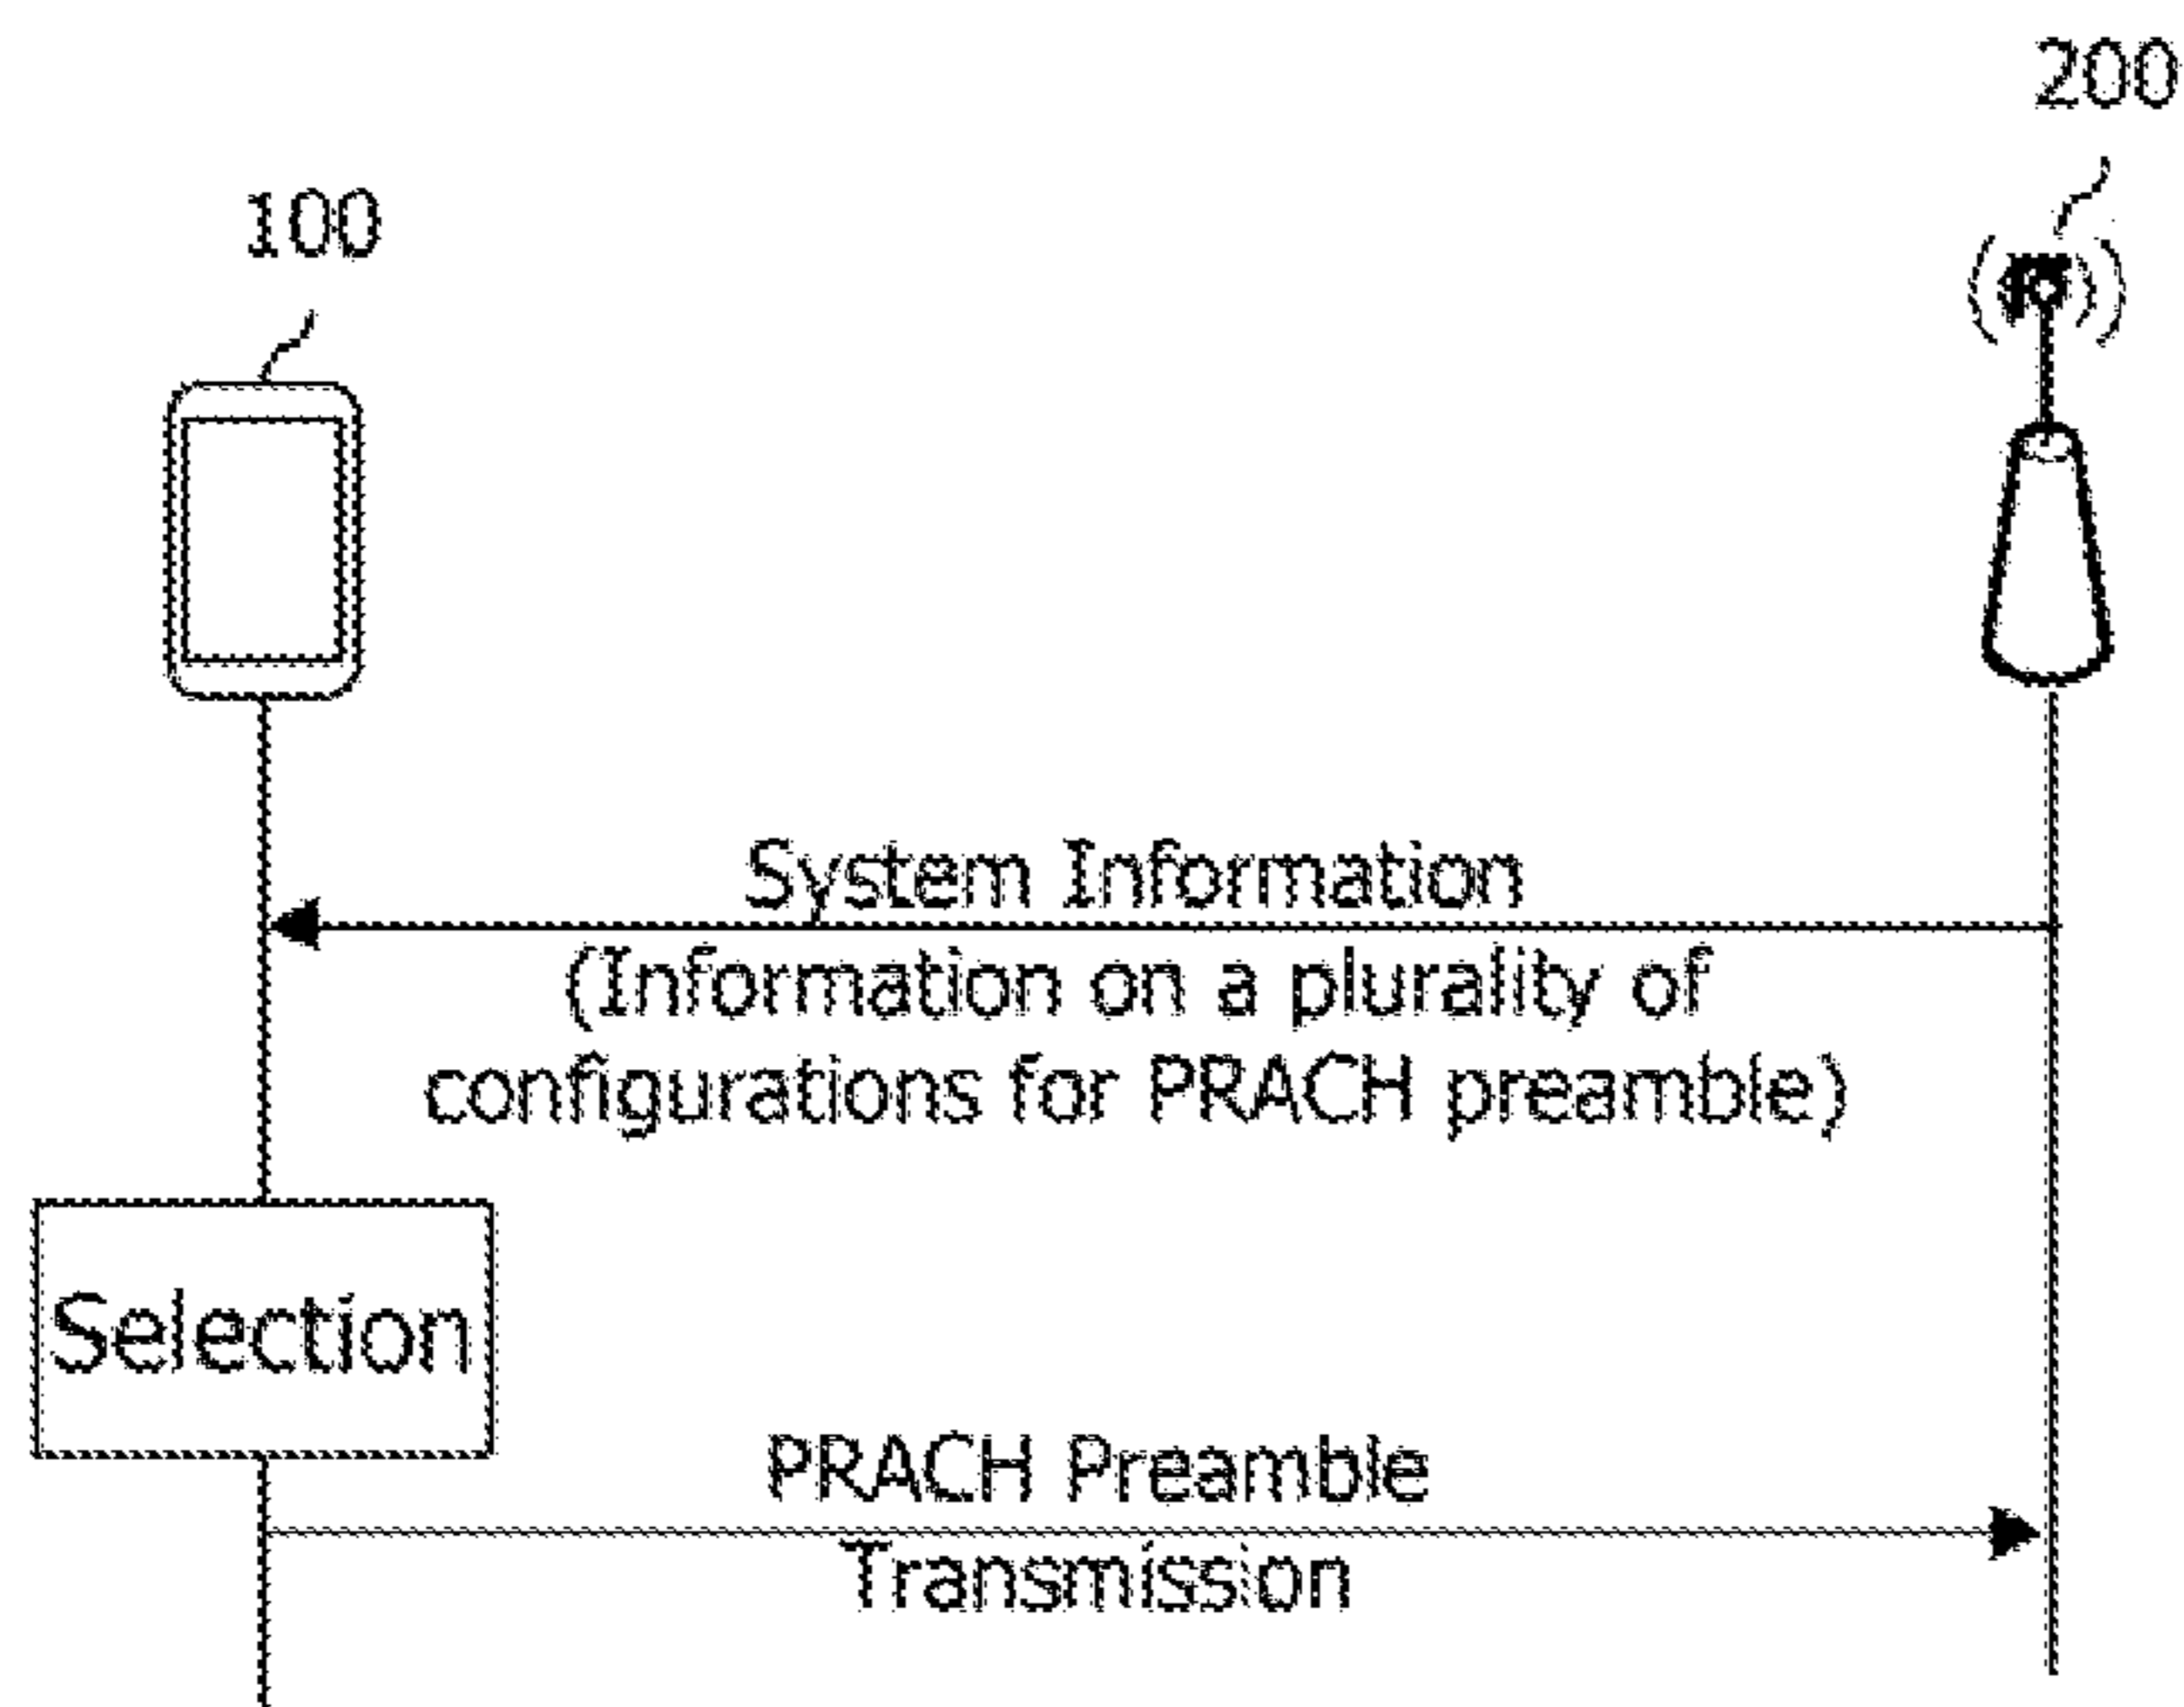 200
100
System Information
(Information on a plurality of
configurations for PRACH preamble)
Selection
PRACH Preamble
Transmission